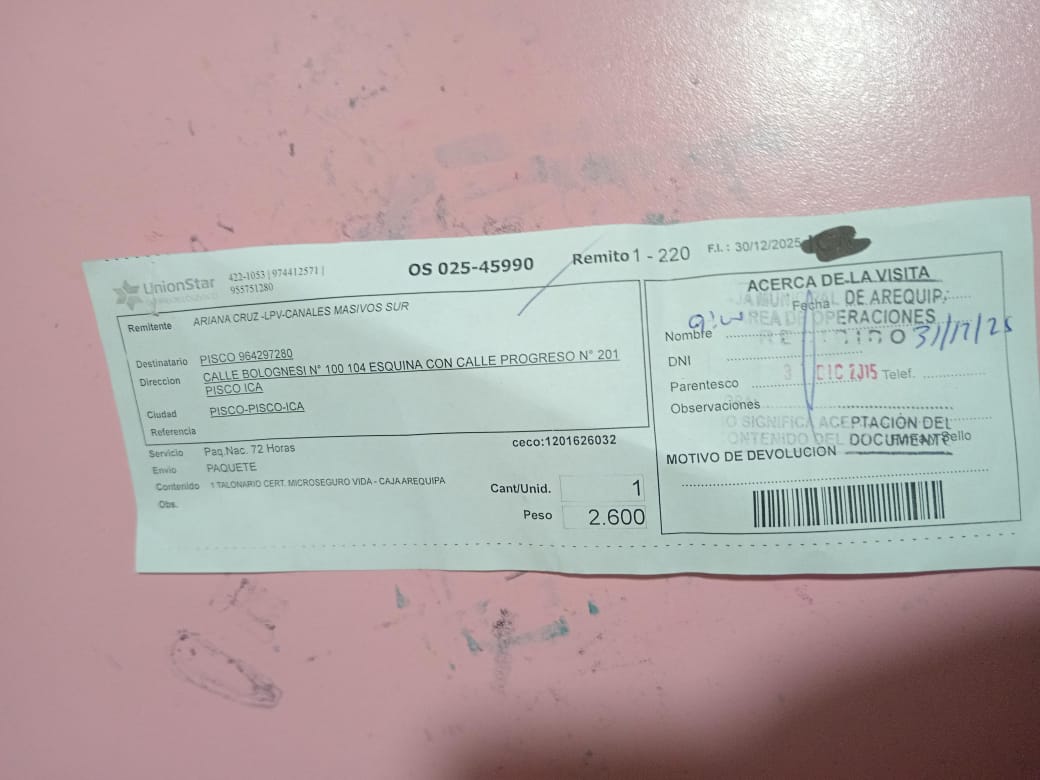 UnionStar
422-1053 | 974412571 |
955751280
OS 025-45990
Remito 1 - 220
F.I.: 30/12/2025
Remitente ARIANA CRUZ -LPV-CANALES MASIVOS SUR
Destinatario PISCO 964297280
Direccion CALLE BOLOGNESI N° 100 104 ESQUINA CON CALLE PROGRESO N° 201
PISCO ICA
Ciudad PISCO-PISCO-ICA
Referencia
Servicio Paq.Nac. 72 Horas
ceco:1201626032
Envio PAQUETE
Contenido 1 TALONARIO CERT. MICROSEGURO VIDA - CAJA AREQUIPA
Obs.
Cant/Unid. 1
Peso 2.600
ACERCA DE LA VISITA
Fecha
DE AREQUIP
OPERACIONES
Nombre 31/12/25
DNI
DIC 2015
Parentesco Telef.
Observaciones
SIGNIFICA ACEPTACIÓN DEL
DEL DOCUMENTO
Sello
MOTIVO DE DEVOLUCION